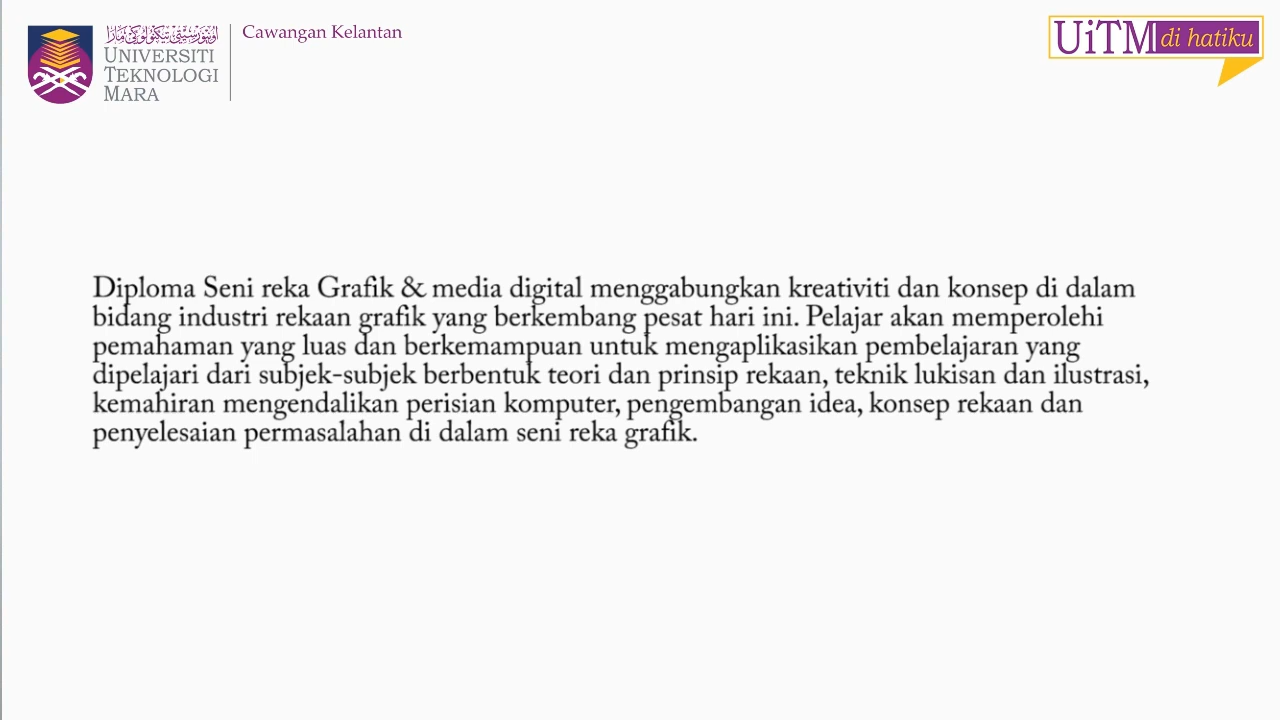 اونيۏرسيتي تيكنولوݢي مارا
UNIVERSITI
TEKNOLOGI
MARA
Cawangan Kelantan
UiTM di hatiku
Diploma Seni reka Grafik & media digital menggabungkan kreativiti dan konsep di dalam
bidang industri rekaan grafik yang berkembang pesat hari ini. Pelajar akan memperolehi
pemahaman yang luas dan berkemampuan untuk mengaplikasikan pembelajaran yang
dipelajari dari subjek-subjek berbentuk teori dan prinsip rekaan, teknik lukisan dan ilustrasi,
kemahiran mengendalikan perisian komputer, pengembangan idea, konsep rekaan dan
penyelesaian permasalahan di dalam seni reka grafik.